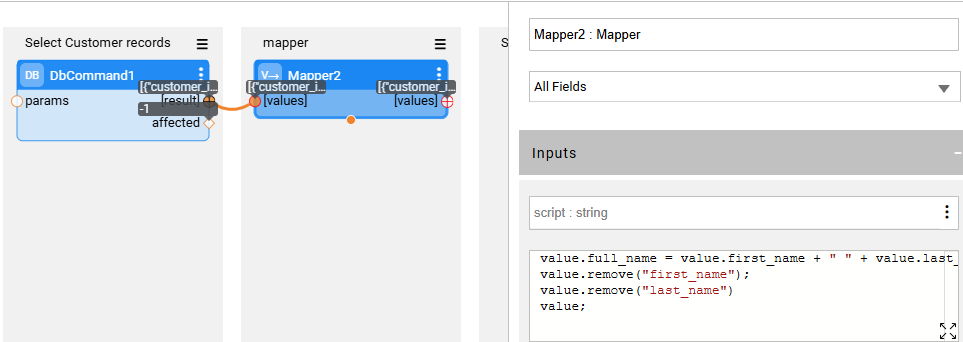 Select Customer records
DB DbCommand1
[{"customer_i...
params
[result]
-1
affected
mapper
V→ Mapper2
[{"customer_i...
[{"customer_i...
[values]
[values]
S
Mapper2 : Mapper
All Fields
Inputs
script : string
value.full_name = value.first_name + " " + value.last_
value.remove("first_name");
value.remove("last_name")
value;